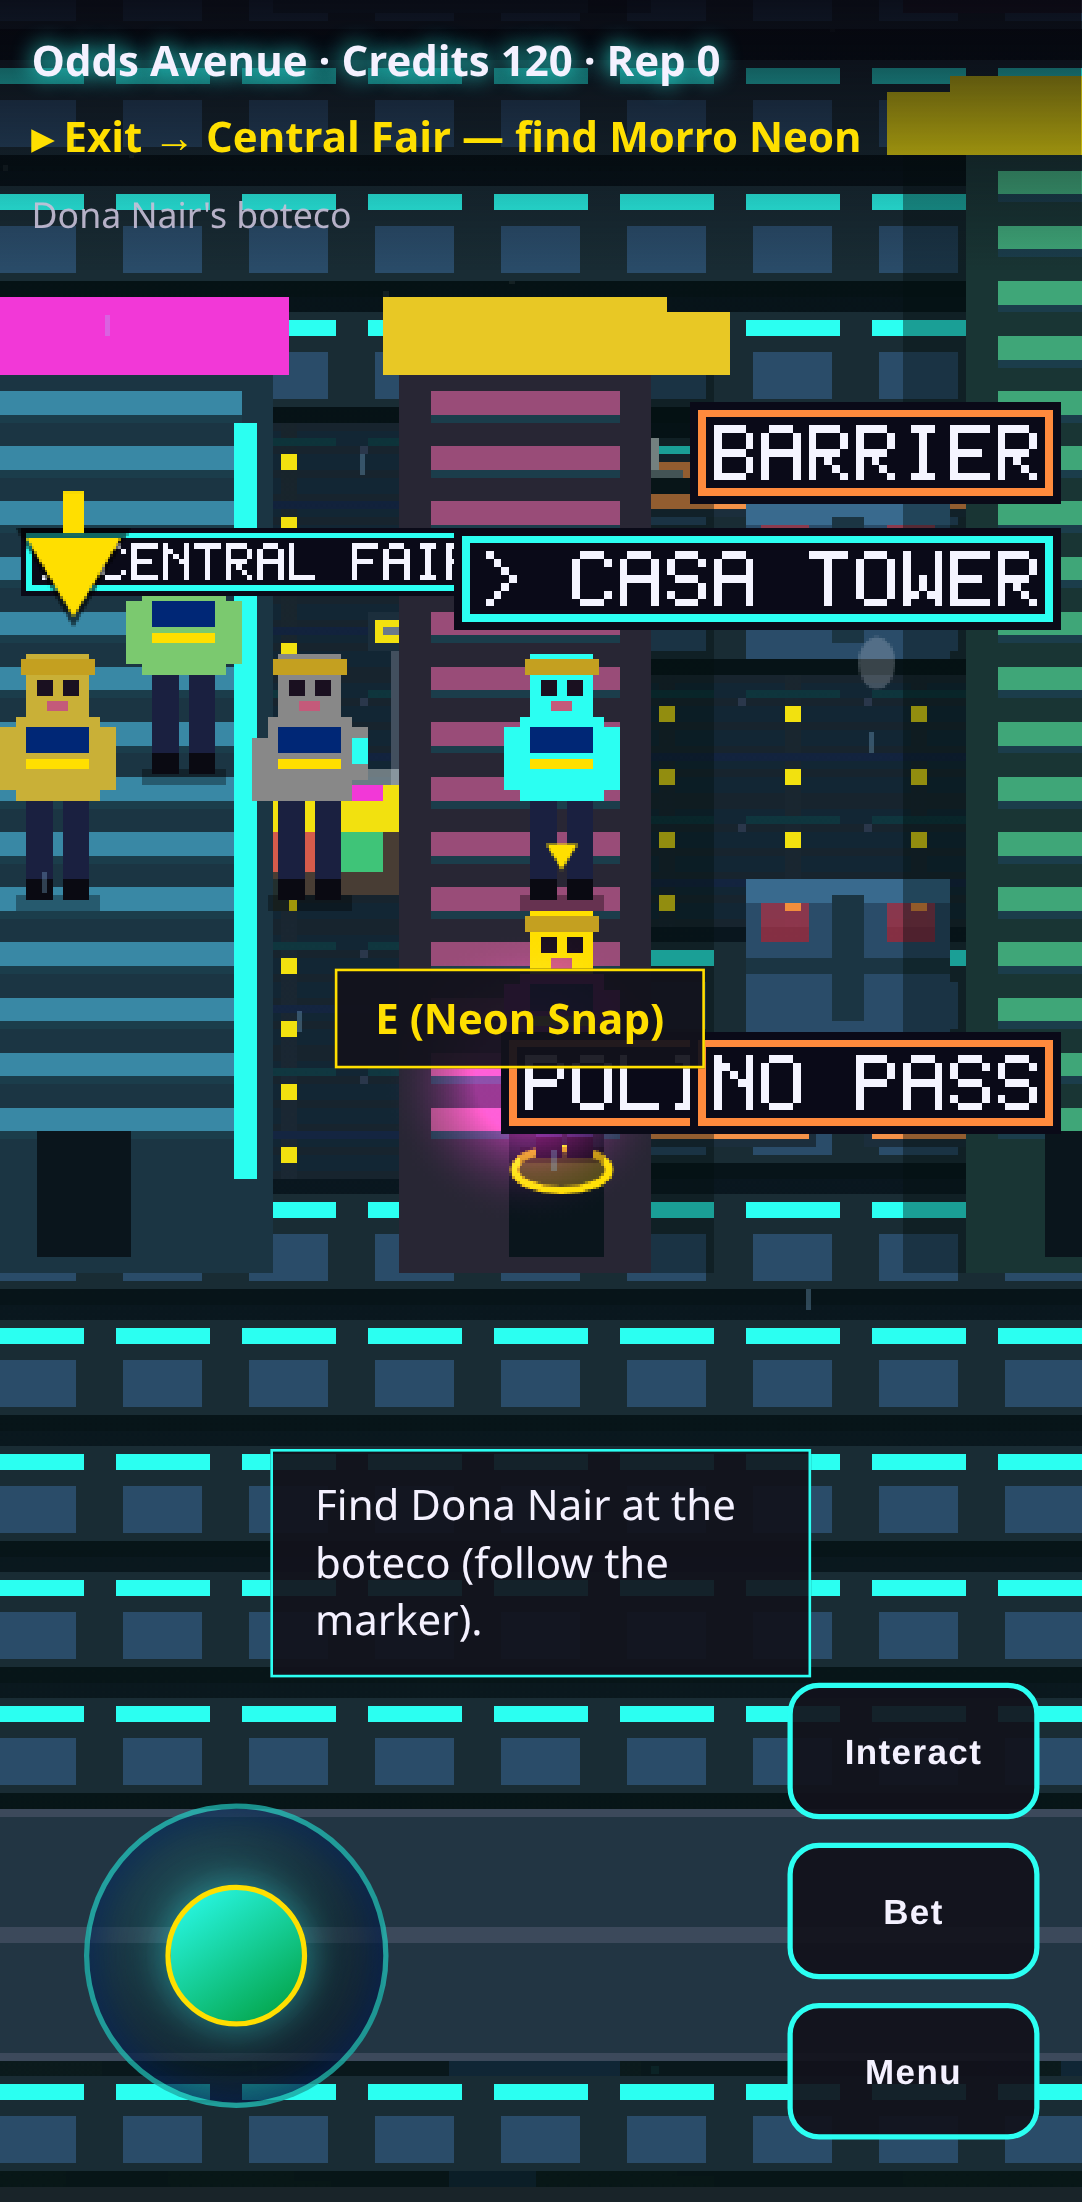 Odds Avenue · Credits 120 · Rep 0
▸ Exit → Central Fair — find Morro Neon
Dona Nair's boteco
BARRIER
CENTRAL FAIR
> CASA TOWER
E (Neon Snap)
NO PASS
Find Dona Nair at the
boteco (follow the
marker).
Interact
Bet
Menu